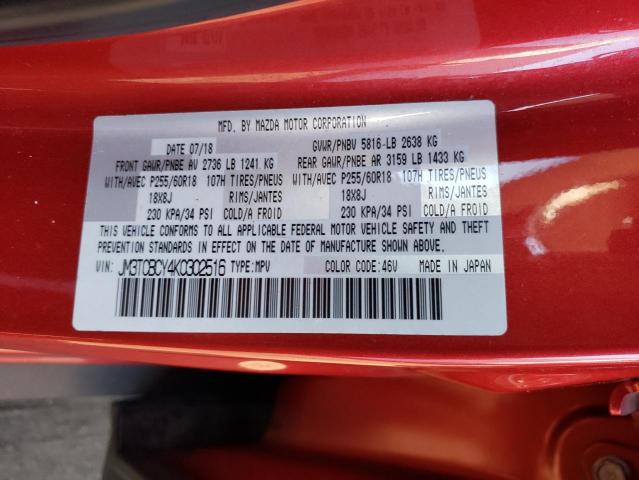 MFD. BY MAZDA MOTOR CORPORATION
DATE 07/18 GVWR/PNBV 5816-LB 2638 KG
FRONT GAWR/PNBE AV 2736 LB 1241 KG REAR GAWR/PNBE AR 3159 LB 1433 KG
WITH/AVEC P255/60R18 107H TIRES/PNEUS WITH/AVEC P255/60R18 107H TIRES/PNEUS
18X8J RIMS/JANTES 18X8J RIMS/JANTES
230 KPA/34 PSI COLD/A FROID 230 KPA/34 PSI COLD/A FROID
THIS VEHICLE CONFORMS TO ALL APPLICABLE FEDERAL MOTOR VEHICLE SAFETY AND THEFT
PREVENTION STANDARDS IN EFFECT ON THE DATE OF MANUFACTURE SHOWN ABOVE.
VIN: JM3TCBCY4K0302516 TYPE:MPV COLOR CODE:46V MADE IN JAPAN